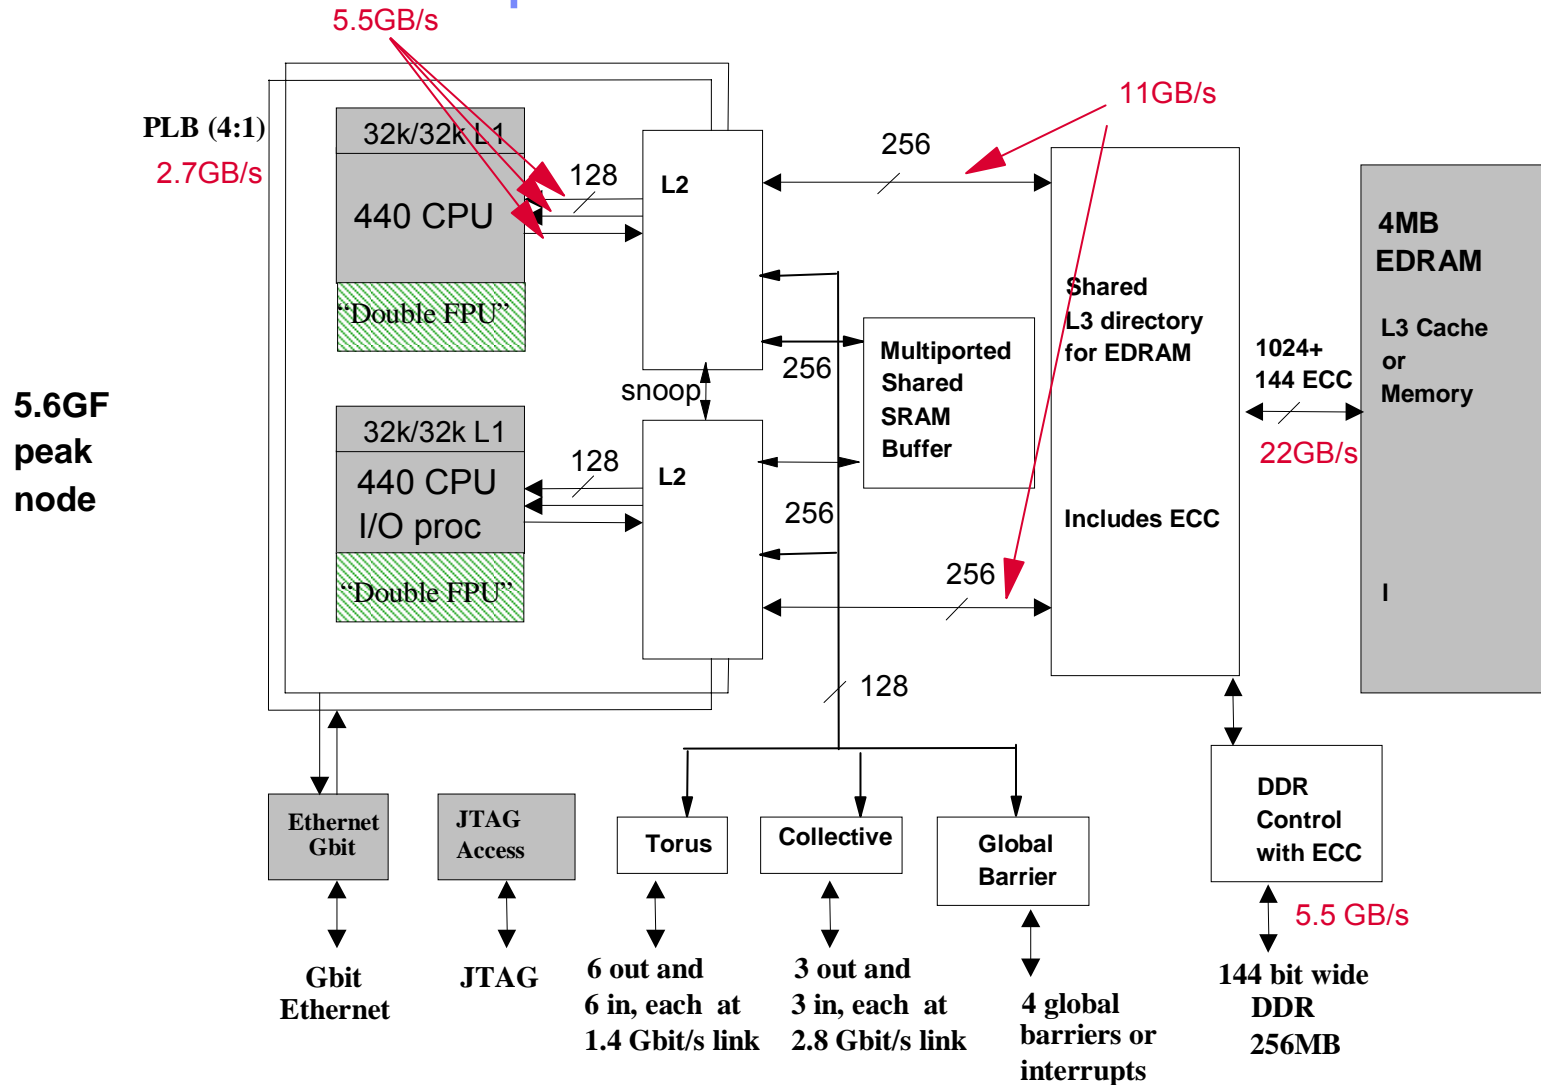 5.5GB/s
11GB/s
PLB (4:1)
2.7GB/s
32k/32k L1
440 CPU
“Double FPU”
128
L2
256
Shared
L3 directory
for EDRAM
Includes ECC
4MB
EDRAM
L3 Cache
or
Memory
l
1024+
144 ECC
22GB/s
256
Multiported
Shared
SRAM
Buffer
snoop
5.6GF
peak
node
32k/32k L1
440 CPU
I/O proc
“Double FPU”
128
L2
256
256
128
Ethernet
Gbit
JTAG
Access
Torus
Collective
Global
Barrier
DDR
Control
with ECC
5.5 GB/s
Gbit
Ethernet
JTAG
6 out and
6 in, each at
1.4 Gbit/s link
3 out and
3 in, each at
2.8 Gbit/s link
4 global
barriers or
interrupts
144 bit wide
DDR
256MB